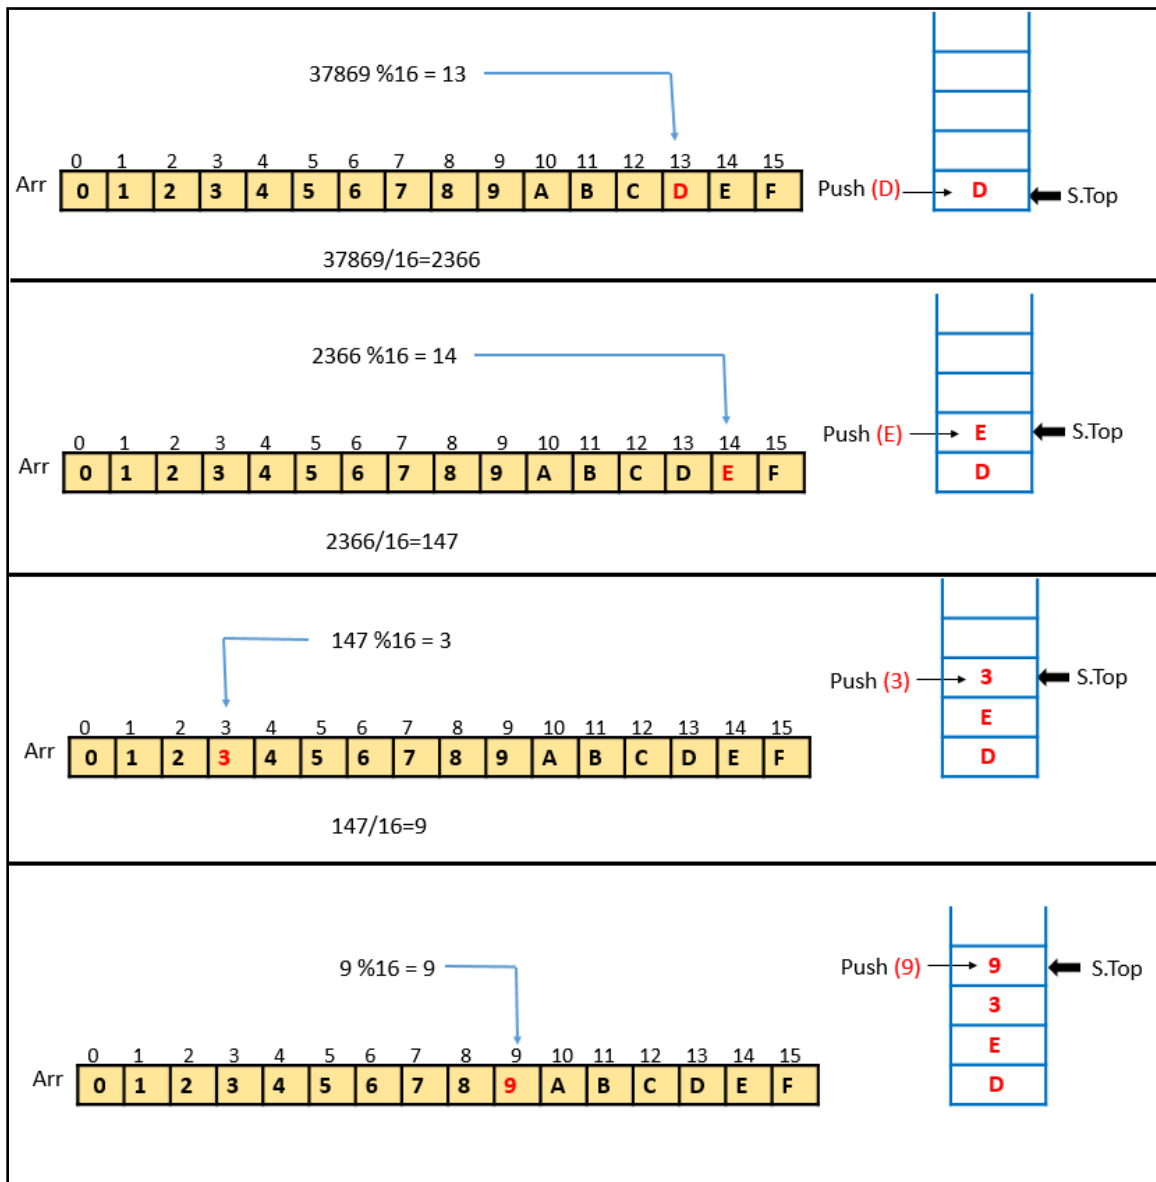 37869 %16 = 13
0 1 2 3 4 5 6 7 8 9 10 11 12 13 14 15
Arr 0 1 2 3 4 5 6 7 8 9 A B C D E F
Push (D) D S.Top
37869/16=2366
2366 %16 = 14
0 1 2 3 4 5 6 7 8 9 10 11 12 13 14 15
Arr 0 1 2 3 4 5 6 7 8 9 A B C D E F
Push (E) E S.Top
D
2366/16=147
147 %16 = 3
0 1 2 3 4 5 6 7 8 9 10 11 12 13 14 15
Arr 0 1 2 3 4 5 6 7 8 9 A B C D E F
Push (3) 3 S.Top
E
D
147/16=9
9 %16 = 9
0 1 2 3 4 5 6 7 8 9 10 11 12 13 14 15
Arr 0 1 2 3 4 5 6 7 8 9 A B C D E F
Push (9) 9 S.Top
3
E
D